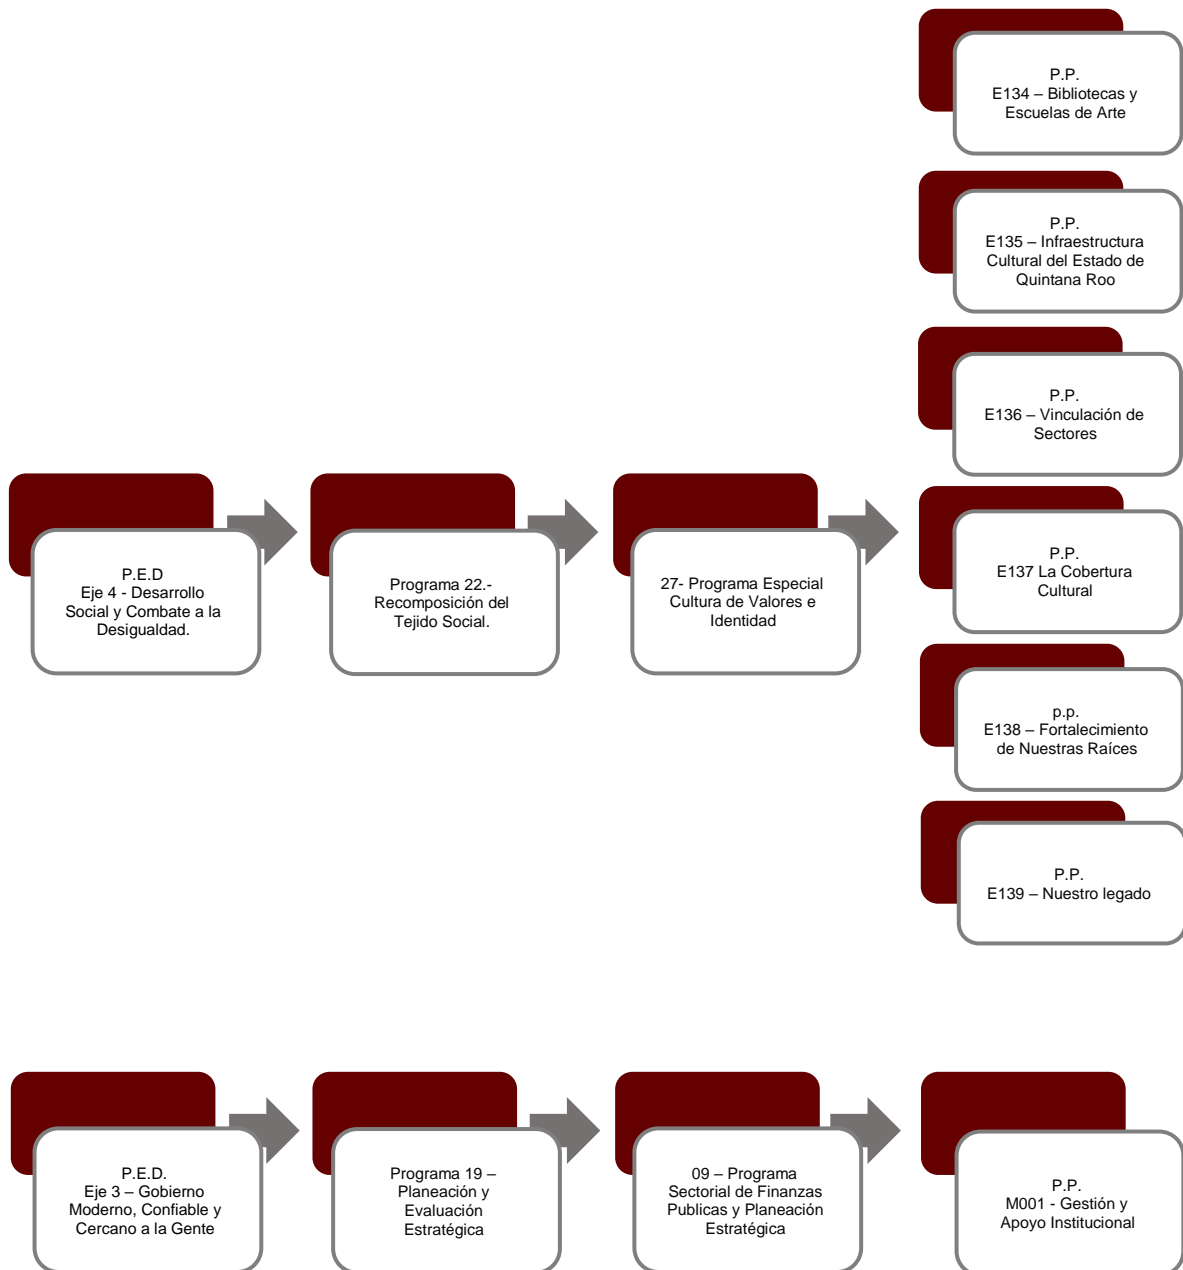 P.P.
E134 – Bibliotecas y
Escuelas de Arte
P.P.
E135 – Infraestructura
Cultural del Estado de
Quintana Roo
P.P.
E136 – Vinculación de
Sectores
P.E.D
Eje 4 - Desarrollo
Social y Combate a la
Desigualdad.
Programa 22.-
Recomposición del
Tejido Social.
27- Programa Especial
Cultura de Valores e
Identidad
P.P.
E137 La Cobertura
Cultural
p.p.
E138 – Fortalecimiento
de Nuestras Raíces
P.P.
E139 – Nuestro legado
P.E.D.
Eje 3 – Gobierno
Moderno, Confiable y
Cercano a la Gente
Programa 19 –
Planeación y
Evaluación
Estratégica
09 – Programa
Sectorial de Finanzas
Publicas y Planeación
Estratégica
P.P.
M001 - Gestión y
Apoyo Institucional